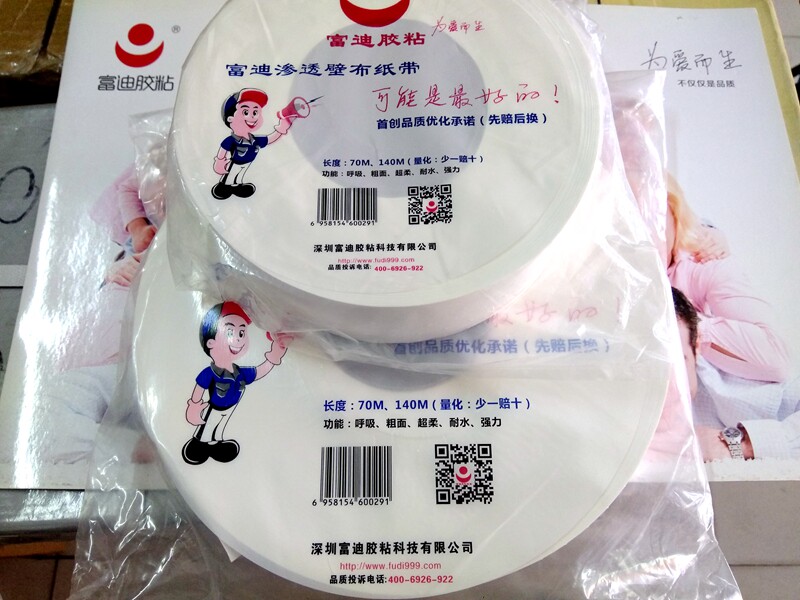 富迪胶粘 为爱而生
富迪渗透壁布纸带
可能是最好的！
首创品质优化承诺（先赔后换）
长度：70M、140M（量化：少一赔十）
功能：呼吸、粗面、超柔、耐水、强力
6 958154 600291
深圳富迪胶粘科技有限公司
http://www.fudi999.com
品质投诉电话: 400-6926-922
最好的！
首创品质优化承诺（先赔后换）
长度：70M、140M（量化：少一赔十）
功能：呼吸、粗面、超柔、耐水、强力
6 958154 600291
深圳富迪胶粘科技有限公司
http://www.fudi999.com
品质投诉电话:400-6926-922
®
富迪胶粘
为爱而生
不仅仅是品质